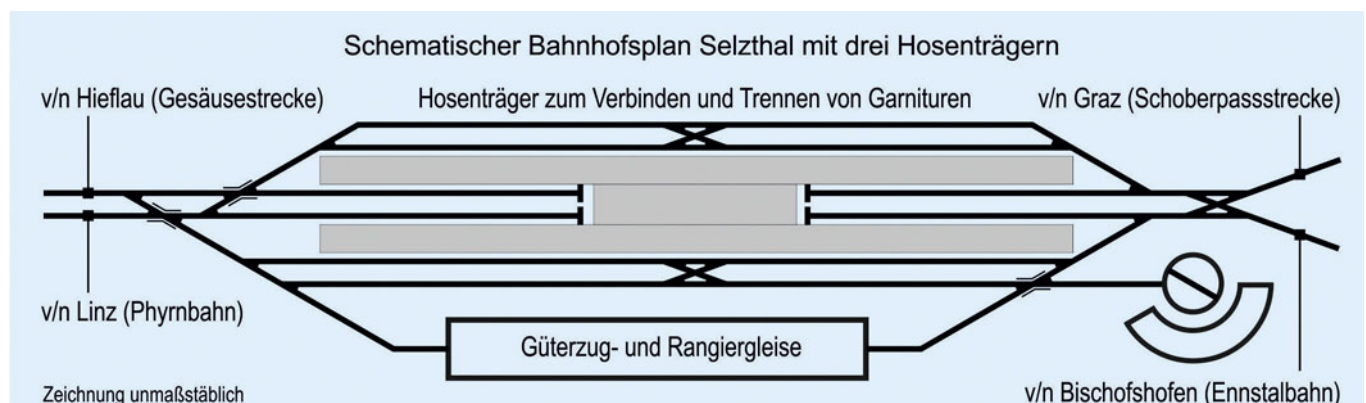 Schematischer Bahnhofsplan Selzthal mit drei Hosenträgern
v/n Hieflau (Gesäusestrecke)
Hosenträger zum Verbinden und Trennen von Garnituren
v/n Graz (Schoberpassstrecke)
v/n Linz (Phyrnbahn)
Güterzug- und Rangiergleise
Zeichnung unmaßstäblich
v/n Bischofshofen (Ennstalbahn)